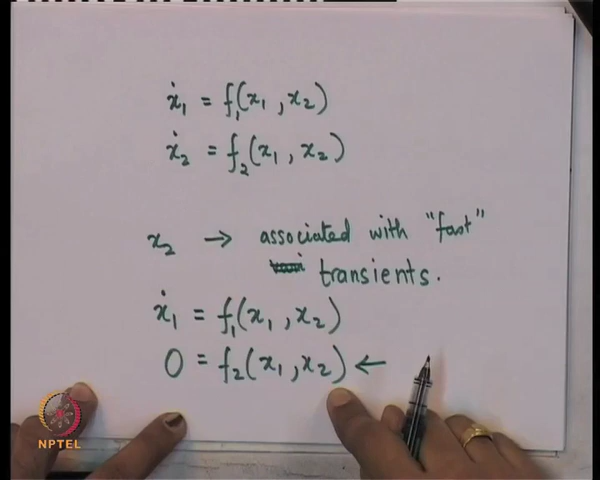 ẋ₁ = f₁(x₁, x₂)
ẋ₂ = f₂(x₁, x₂)
x₂ → associated with "fast"
transients.
ẋ₁ = f₁(x₁, x₂)
0 = f₂(x₁, x₂) ←
NPTEL